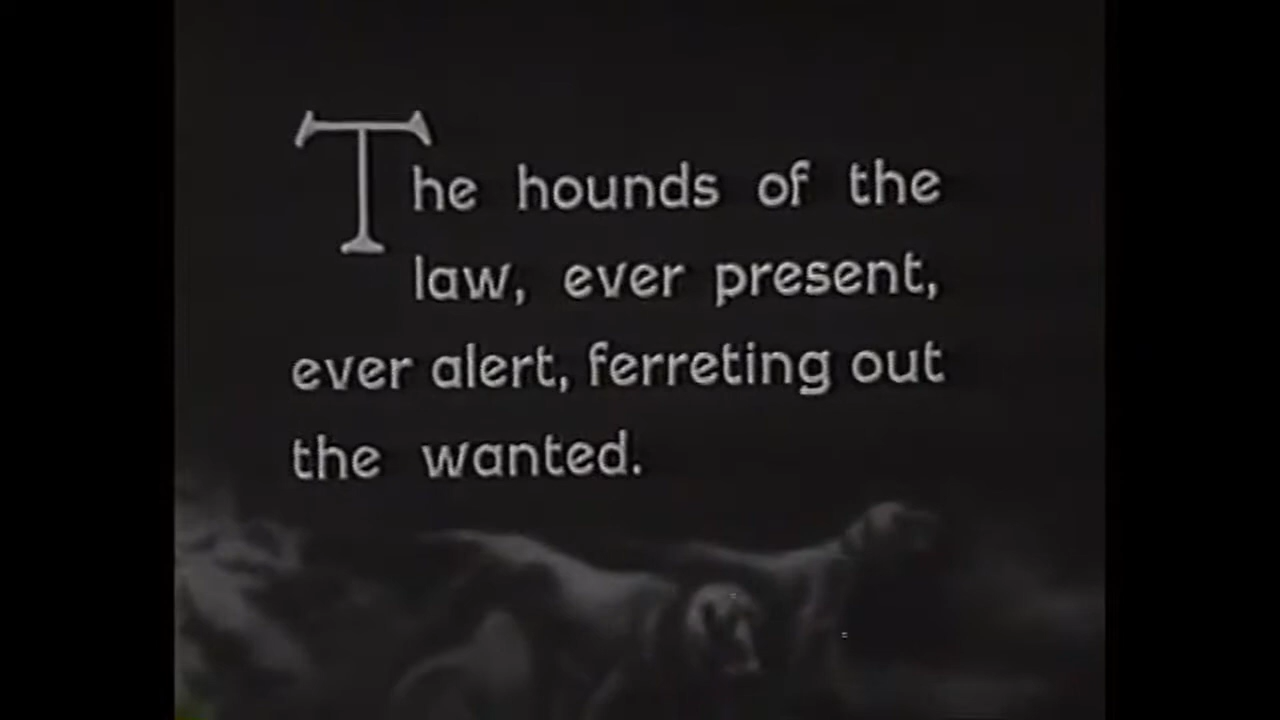 The hounds of the
law, ever present,
ever alert, ferreting out
the wanted.